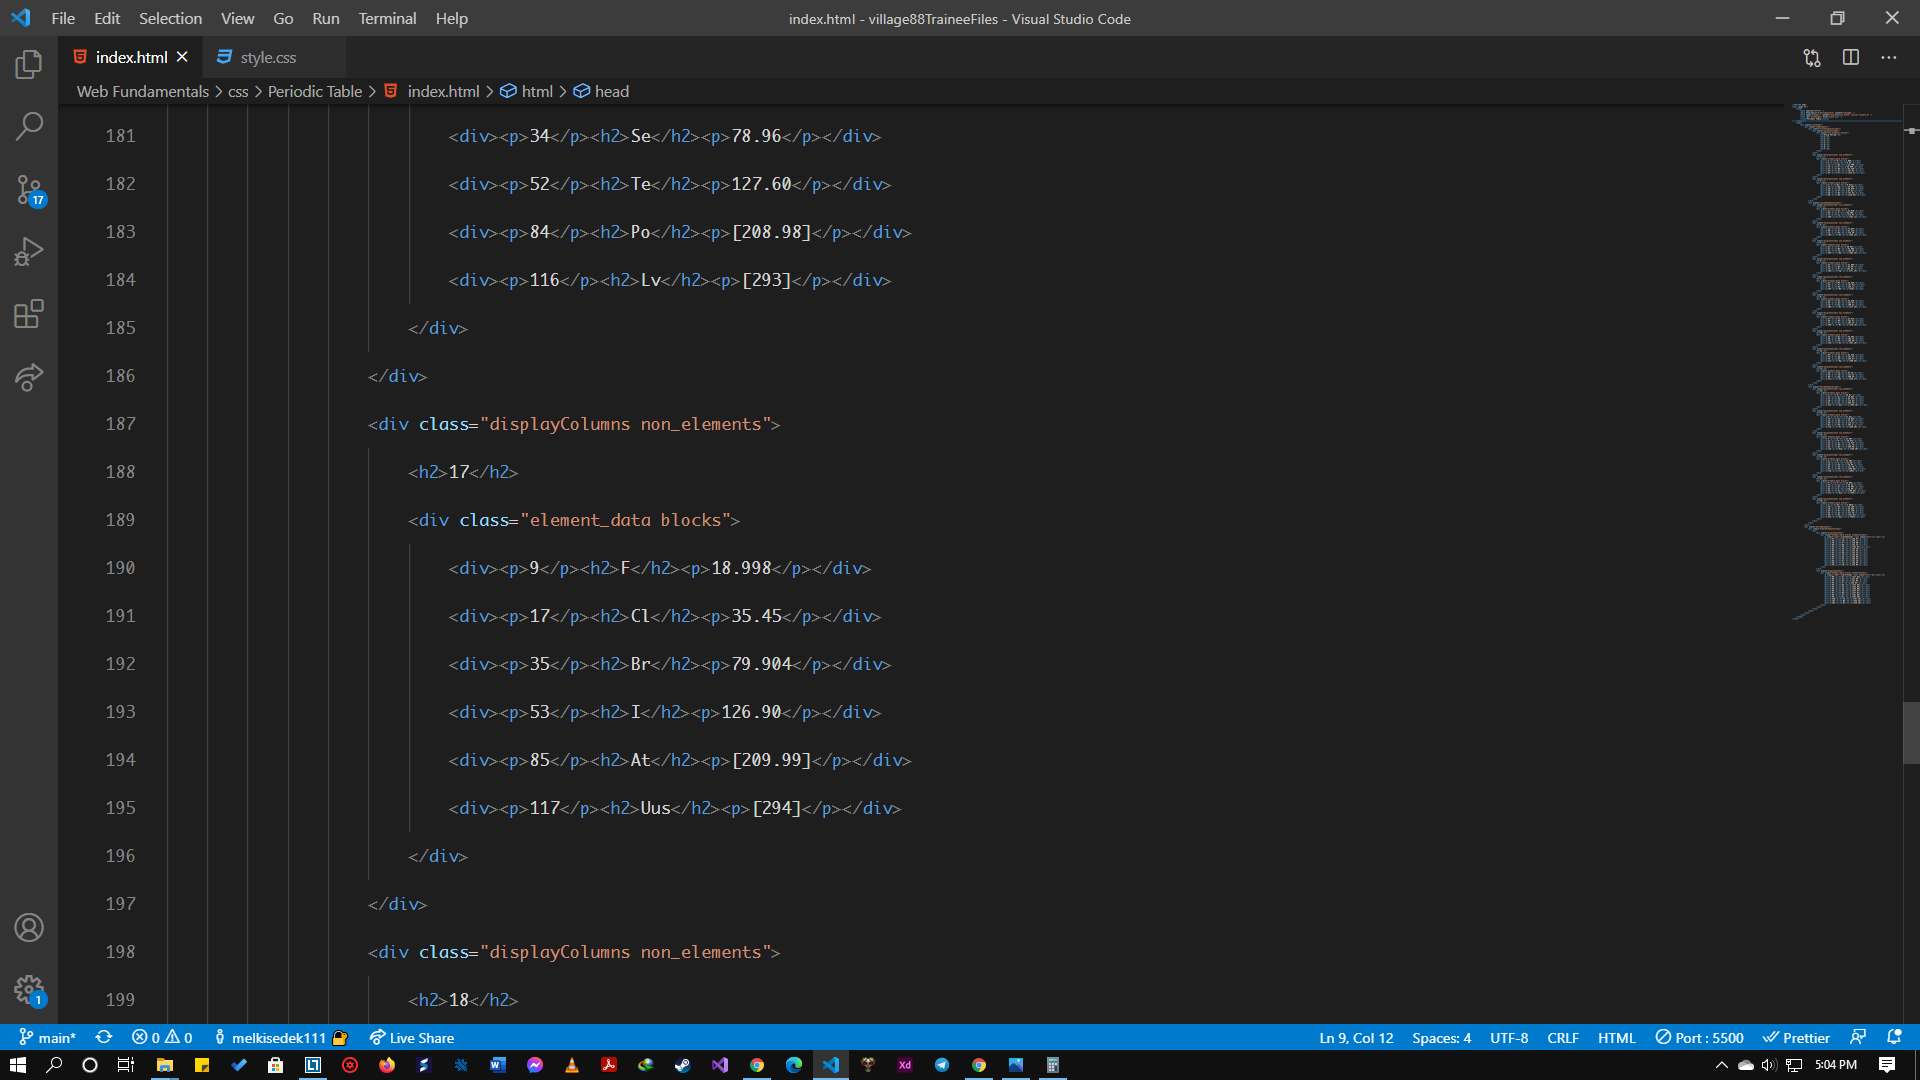 File Edit Selection View Go Run Terminal Help index.html - village88TraineeFiles - Visual Studio Code
index.html style.css
Web Fundamentals > css > Periodic Table > index.html > html > head
181 <div><p>34</p><h2>Se</h2><p>78.96</p></div>
182 <div><p>52</p><h2>Te</h2><p>127.60</p></div>
183 <div><p>84</p><h2>Po</h2><p>[208.98]</p></div>
184 <div><p>116</p><h2>Lv</h2><p>[293]</p></div>
185 </div>
186 </div>
187 <div class="displayColumns non_elements">
188 <h2>17</h2>
189 <div class="element_data blocks">
190 <div><p>9</p><h2>F</h2><p>18.998</p></div>
191 <div><p>17</p><h2>Cl</h2><p>35.45</p></div>
192 <div><p>35</p><h2>Br</h2><p>79.904</p></div>
193 <div><p>53</p><h2>I</h2><p>126.90</p></div>
194 <div><p>85</p><h2>At</h2><p>[209.99]</p></div>
195 <div><p>117</p><h2>Uus</h2><p>[294]</p></div>
196 </div>
197 </div>
198 <div class="displayColumns non_elements">
199 <h2>18</h2>
17
1
main* 0 0 melkisedek111 Live Share Ln 9, Col 12 Spaces: 4 UTF-8 CRLF HTML Port : 5500 Prettier
5:04 PM